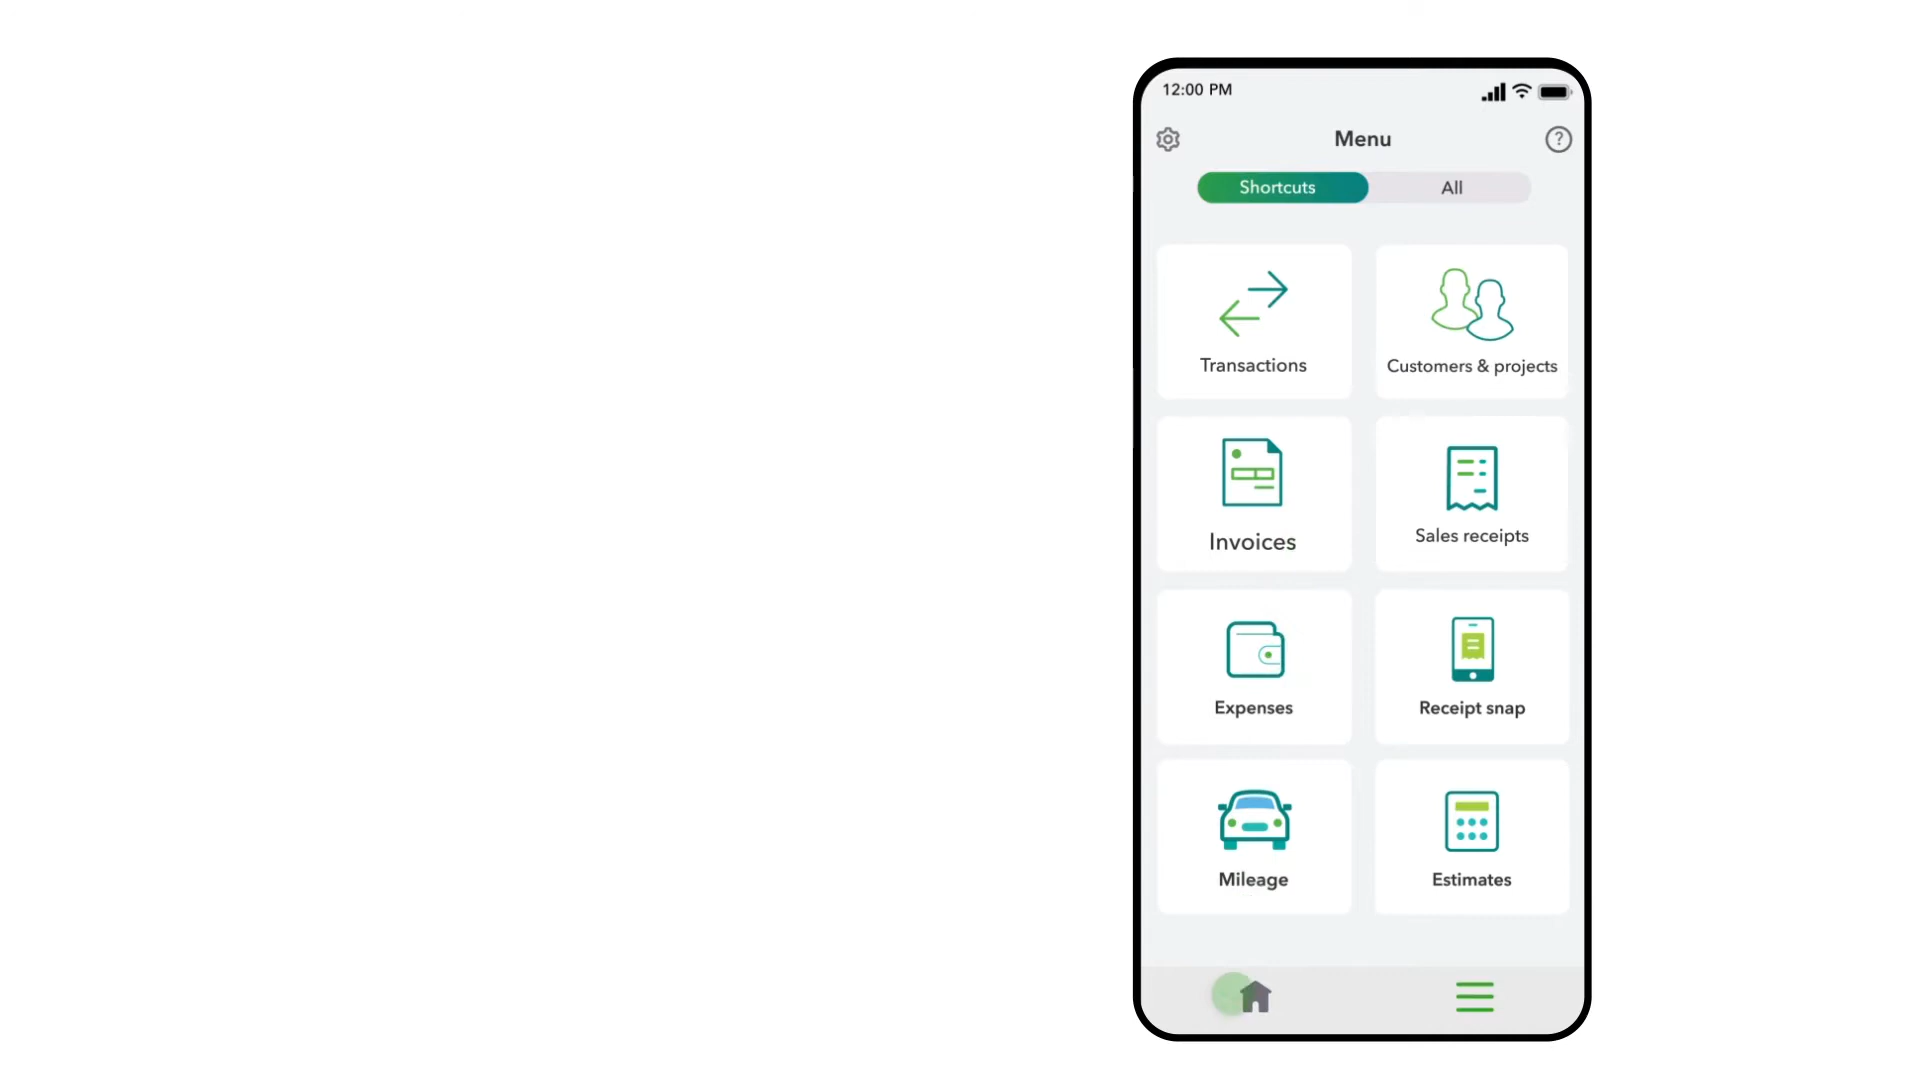 12:00 PM
Menu
?
Shortcuts
All
Transactions
Customers & projects
Invoices
Sales receipts
Expenses
Receipt snap
Mileage
Estimates